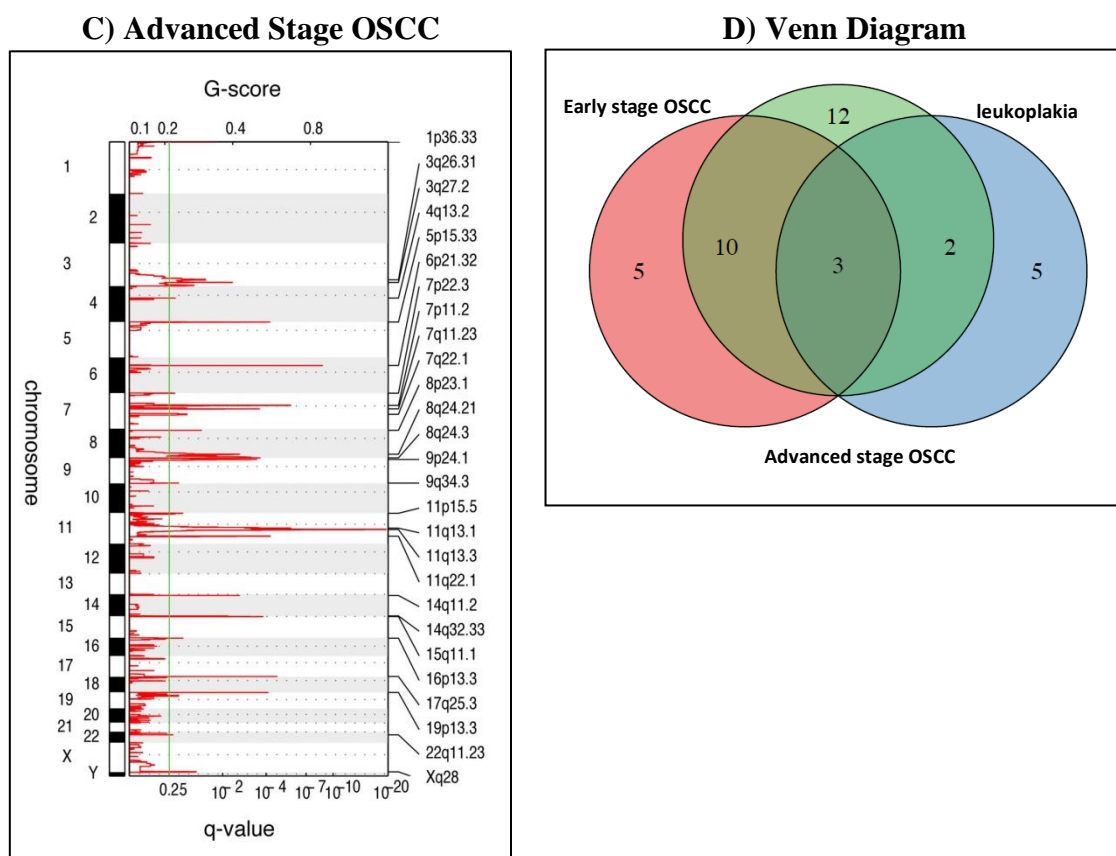 C) Advanced Stage OSCC
G-score
0.1 0.2 0.4 0.8
chromosome
1
2
3
4
5
6
7
8
9
10
11
12
13
14
15
16
17
18
19
20
21
22
X
Y
1p36.33
3q26.31
3q27.2
4q13.2
5p15.33
6p21.32
7p22.3
7p11.2
7q11.23
7q22.1
8p23.1
8q24.21
8q24.3
9p24.1
9q34.3
11p15.5
11q13.1
11q13.3
11q22.1
14q11.2
14q32.33
15q11.1
16p13.3
17q25.3
19p13.3
22q11.23
Xq28
0.25 10⁻² 10⁻⁴ 10⁻⁷ 10⁻¹⁰ 10⁻²⁰
q-value
D) Venn Diagram
Early stage OSCC
leukoplakia
12
5 10 3 2 5
Advanced stage OSCC